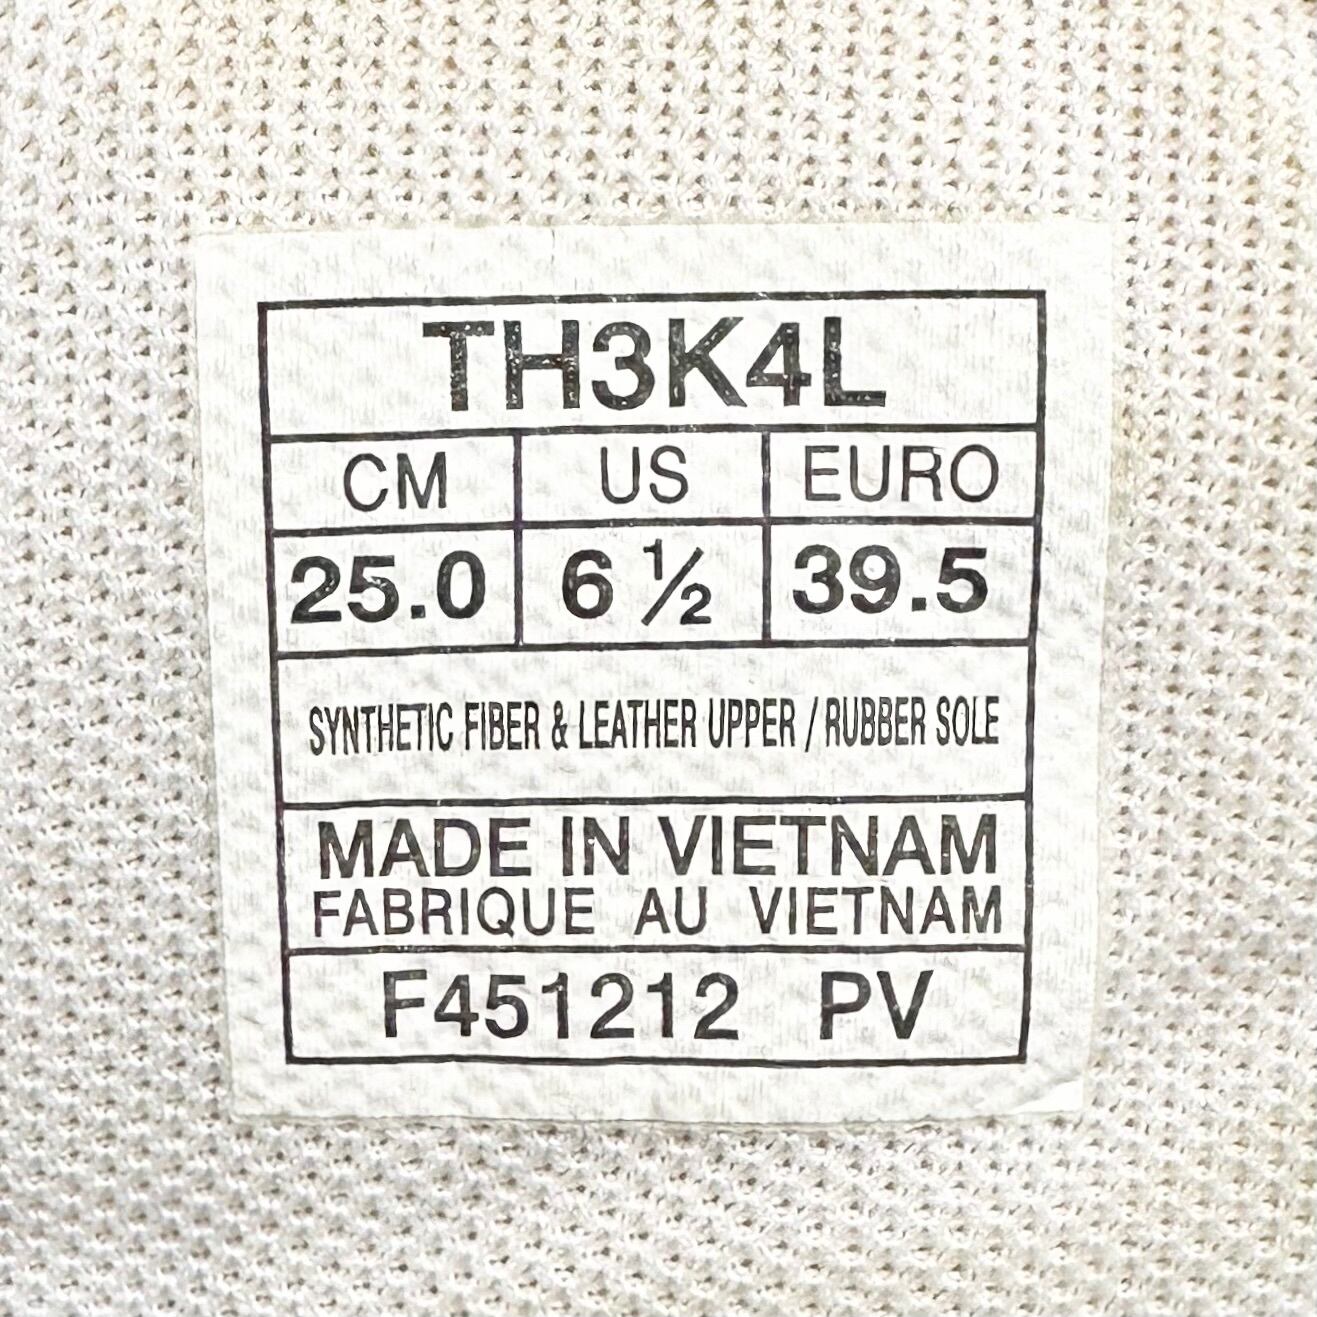 TH3K4L
CM US EURO
25.0 6 ½ 39.5
SYNTHETIC FIBER & LEATHER UPPER / RUBBER SOLE
MADE IN VIETNAM
FABRIQUE AU VIETNAM
F451212 PV